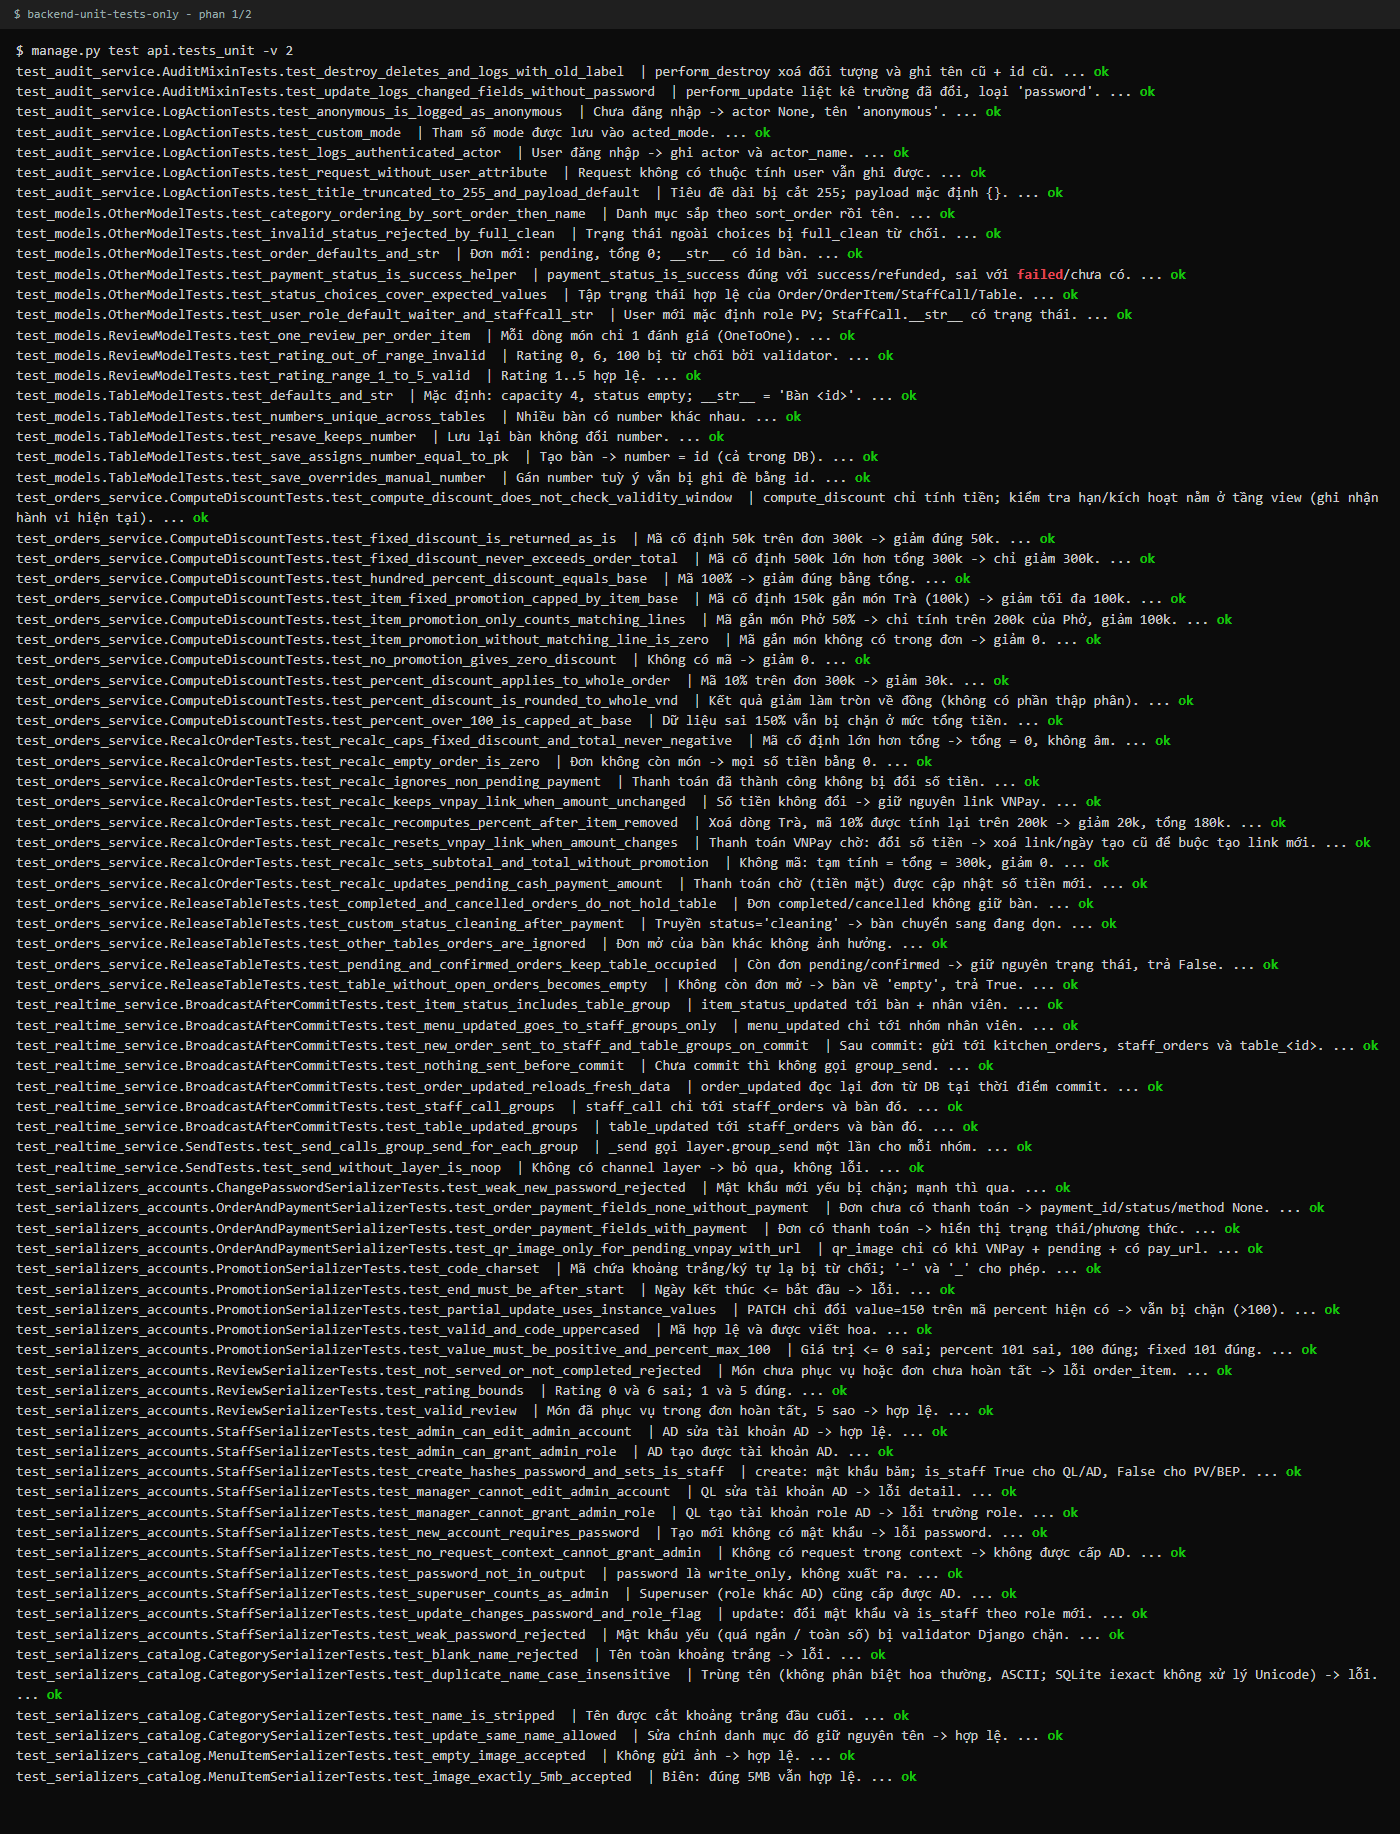 $ backend-unit-tests-only - phan 1/2
$ manage.py test api.tests_unit -v 2
test_audit_service.AuditMixinTests.test_destroy_deletes_and_logs_with_old_label | perform_destroy xoá đối tượng và ghi tên cũ + id cũ. ... ok
test_audit_service.AuditMixinTests.test_update_logs_changed_fields_without_password | perform_update liệt kê trường đã đổi, loại 'password'. ... ok
test_audit_service.LogActionTests.test_anonymous_is_logged_as_anonymous | Chưa đăng nhập -> actor None, tên 'anonymous'. ... ok
test_audit_service.LogActionTests.test_custom_mode | Tham số mode được lưu vào acted_mode. ... ok
test_audit_service.LogActionTests.test_logs_authenticated_actor | User đăng nhập -> ghi actor và actor_name. ... ok
test_audit_service.LogActionTests.test_request_without_user_attribute | Request không có thuộc tính user vẫn ghi được. ... ok
test_audit_service.LogActionTests.test_title_truncated_to_255_and_payload_default | Tiêu đề dài bị cắt 255; payload mặc định {}. ... ok
test_models.OtherModelTests.test_category_ordering_by_sort_order_then_name | Danh mục sắp theo sort_order rồi tên. ... ok
test_models.OtherModelTests.test_invalid_status_rejected_by_full_clean | Trạng thái ngoài choices bị full_clean từ chối. ... ok
test_models.OtherModelTests.test_order_defaults_and_str | Đơn mới: pending, tổng 0; __str__ có id bàn. ... ok
test_models.OtherModelTests.test_payment_status_is_success_helper | payment_status_is_success đúng với success/refunded, sai với failed/chưa có. ... ok
test_models.OtherModelTests.test_status_choices_cover_expected_values | Tập trạng thái hợp lệ của Order/OrderItem/StaffCall/Table. ... ok
test_models.OtherModelTests.test_user_role_default_waiter_and_staffcall_str | User mới mặc định role PV; StaffCall.__str__ có trạng thái. ... ok
test_models.ReviewModelTests.test_one_review_per_order_item | Mỗi dòng món chỉ 1 đánh giá (OneToOne). ... ok
test_models.ReviewModelTests.test_rating_out_of_range_invalid | Rating 0, 6, 100 bị từ chối bởi validator. ... ok
test_models.ReviewModelTests.test_rating_range_1_to_5_valid | Rating 1..5 hợp lệ. ... ok
test_models.TableModelTests.test_defaults_and_str | Mặc định: capacity 4, status empty; __str__ = 'Bàn <id>'. ... ok
test_models.TableModelTests.test_numbers_unique_across_tables | Nhiều bàn có number khác nhau. ... ok
test_models.TableModelTests.test_resave_keeps_number | Lưu lại bàn không đổi number. ... ok
test_models.TableModelTests.test_save_assigns_number_equal_to_pk | Tạo bàn -> number = id (cả trong DB). ... ok
test_models.TableModelTests.test_save_overrides_manual_number | Gán number tuỳ ý vẫn bị ghi đè bằng id. ... ok
test_orders_service.ComputeDiscountTests.test_compute_discount_does_not_check_validity_window | compute_discount chỉ tính tiền; kiểm tra hạn/kích hoạt nằm ở tầng view (ghi nhận
hành vi hiện tại). ... ok
test_orders_service.ComputeDiscountTests.test_fixed_discount_is_returned_as_is | Mã cố định 50k trên đơn 300k -> giảm đúng 50k. ... ok
test_orders_service.ComputeDiscountTests.test_fixed_discount_never_exceeds_order_total | Mã cố định 500k lớn hơn tổng 300k -> chỉ giảm 300k. ... ok
test_orders_service.ComputeDiscountTests.test_hundred_percent_discount_equals_base | Mã 100% -> giảm đúng bằng tổng. ... ok
test_orders_service.ComputeDiscountTests.test_item_fixed_promotion_capped_by_item_base | Mã cố định 150k gắn món Trà (100k) -> giảm tối đa 100k. ... ok
test_orders_service.ComputeDiscountTests.test_item_promotion_only_counts_matching_lines | Mã gắn món Phở 50% -> chỉ tính trên 200k của Phở, giảm 100k. ... ok
test_orders_service.ComputeDiscountTests.test_item_promotion_without_matching_line_is_zero | Mã gắn món không có trong đơn -> giảm 0. ... ok
test_orders_service.ComputeDiscountTests.test_no_promotion_gives_zero_discount | Không có mã -> giảm 0. ... ok
test_orders_service.ComputeDiscountTests.test_percent_discount_applies_to_whole_order | Mã 10% trên đơn 300k -> giảm 30k. ... ok
test_orders_service.ComputeDiscountTests.test_percent_discount_is_rounded_to_whole_vnd | Kết quả giảm làm tròn về đồng (không có phần thập phân). ... ok
test_orders_service.ComputeDiscountTests.test_percent_over_100_is_capped_at_base | Dữ liệu sai 150% vẫn bị chặn ở mức tổng tiền. ... ok
test_orders_service.RecalcOrderTests.test_recalc_caps_fixed_discount_and_total_never_negative | Mã cố định lớn hơn tổng -> tổng = 0, không âm. ... ok
test_orders_service.RecalcOrderTests.test_recalc_empty_order_is_zero | Đơn không còn món -> mọi số tiền bằng 0. ... ok
test_orders_service.RecalcOrderTests.test_recalc_ignores_non_pending_payment | Thanh toán đã thành công không bị đổi số tiền. ... ok
test_orders_service.RecalcOrderTests.test_recalc_keeps_vnpay_link_when_amount_unchanged | Số tiền không đổi -> giữ nguyên link VNPay. ... ok
test_orders_service.RecalcOrderTests.test_recalc_recomputes_percent_after_item_removed | Xoá dòng Trà, mã 10% được tính lại trên 200k -> giảm 20k, tổng 180k. ... ok
test_orders_service.RecalcOrderTests.test_recalc_resets_vnpay_link_when_amount_changes | Thanh toán VNPay chờ: đổi số tiền -> xoá link/ngày tạo cũ để buộc tạo link mới. ... ok
test_orders_service.RecalcOrderTests.test_recalc_sets_subtotal_and_total_without_promotion | Không mã: tạm tính = tổng = 300k, giảm 0. ... ok
test_orders_service.RecalcOrderTests.test_recalc_updates_pending_cash_payment_amount | Thanh toán chờ (tiền mặt) được cập nhật số tiền mới. ... ok
test_orders_service.ReleaseTableTests.test_completed_and_cancelled_orders_do_not_hold_table | Đơn completed/cancelled không giữ bàn. ... ok
test_orders_service.ReleaseTableTests.test_custom_status_cleaning_after_payment | Truyền status='cleaning' -> bàn chuyển sang đang dọn. ... ok
test_orders_service.ReleaseTableTests.test_other_tables_orders_are_ignored | Đơn mở của bàn khác không ảnh hưởng. ... ok
test_orders_service.ReleaseTableTests.test_pending_and_confirmed_orders_keep_table_occupied | Còn đơn pending/confirmed -> giữ nguyên trạng thái, trả False. ... ok
test_orders_service.ReleaseTableTests.test_table_without_open_orders_becomes_empty | Không còn đơn mở -> bàn về 'empty', trả True. ... ok
test_realtime_service.BroadcastAfterCommitTests.test_item_status_includes_table_group | item_status_updated tới bàn + nhân viên. ... ok
test_realtime_service.BroadcastAfterCommitTests.test_menu_updated_goes_to_staff_groups_only | menu_updated chỉ tới nhóm nhân viên. ... ok
test_realtime_service.BroadcastAfterCommitTests.test_new_order_sent_to_staff_and_table_groups_on_commit | Sau commit: gửi tới kitchen_orders, staff_orders và table_<id>. ... ok
test_realtime_service.BroadcastAfterCommitTests.test_nothing_sent_before_commit | Chưa commit thì không gọi group_send. ... ok
test_realtime_service.BroadcastAfterCommitTests.test_order_updated_reloads_fresh_data | order_updated đọc lại đơn từ DB tại thời điểm commit. ... ok
test_realtime_service.BroadcastAfterCommitTests.test_staff_call_groups | staff_call chỉ tới staff_orders và bàn đó. ... ok
test_realtime_service.BroadcastAfterCommitTests.test_table_updated_groups | table_updated tới staff_orders và bàn đó. ... ok
test_realtime_service.SendTests.test_send_calls_group_send_for_each_group | _send gọi layer.group_send một lần cho mỗi nhóm. ... ok
test_realtime_service.SendTests.test_send_without_layer_is_noop | Không có channel layer -> bỏ qua, không lỗi. ... ok
test_serializers_accounts.ChangePasswordSerializerTests.test_weak_new_password_rejected | Mật khẩu mới yếu bị chặn; mạnh thì qua. ... ok
test_serializers_accounts.OrderAndPaymentSerializerTests.test_order_payment_fields_none_without_payment | Đơn chưa có thanh toán -> payment_id/status/method None. ... ok
test_serializers_accounts.OrderAndPaymentSerializerTests.test_order_payment_fields_with_payment | Đơn có thanh toán -> hiển thị trạng thái/phương thức. ... ok
test_serializers_accounts.OrderAndPaymentSerializerTests.test_qr_image_only_for_pending_vnpay_with_url | qr_image chỉ có khi VNPay + pending + có pay_url. ... ok
test_serializers_accounts.PromotionSerializerTests.test_code_charset | Mã chứa khoảng trắng/ký tự lạ bị từ chối; '-' và '_' cho phép. ... ok
test_serializers_accounts.PromotionSerializerTests.test_end_must_be_after_start | Ngày kết thúc <= bắt đầu -> lỗi. ... ok
test_serializers_accounts.PromotionSerializerTests.test_partial_update_uses_instance_values | PATCH chỉ đổi value=150 trên mã percent hiện có -> vẫn bị chặn (>100). ... ok
test_serializers_accounts.PromotionSerializerTests.test_valid_and_code_uppercased | Mã hợp lệ và được viết hoa. ... ok
test_serializers_accounts.PromotionSerializerTests.test_value_must_be_positive_and_percent_max_100 | Giá trị <= 0 sai; percent 101 sai, 100 đúng; fixed 101 đúng. ... ok
test_serializers_accounts.ReviewSerializerTests.test_not_served_or_not_completed_rejected | Món chưa phục vụ hoặc đơn chưa hoàn tất -> lỗi order_item. ... ok
test_serializers_accounts.ReviewSerializerTests.test_rating_bounds | Rating 0 và 6 sai; 1 và 5 đúng. ... ok
test_serializers_accounts.ReviewSerializerTests.test_valid_review | Món đã phục vụ trong đơn hoàn tất, 5 sao -> hợp lệ. ... ok
test_serializers_accounts.StaffSerializerTests.test_admin_can_edit_admin_account | AD sửa tài khoản AD -> hợp lệ. ... ok
test_serializers_accounts.StaffSerializerTests.test_admin_can_grant_admin_role | AD tạo được tài khoản AD. ... ok
test_serializers_accounts.StaffSerializerTests.test_create_hashes_password_and_sets_is_staff | create: mật khẩu băm; is_staff True cho QL/AD, False cho PV/BEP. ... ok
test_serializers_accounts.StaffSerializerTests.test_manager_cannot_edit_admin_account | QL sửa tài khoản AD -> lỗi detail. ... ok
test_serializers_accounts.StaffSerializerTests.test_manager_cannot_grant_admin_role | QL tạo tài khoản role AD -> lỗi trường role. ... ok
test_serializers_accounts.StaffSerializerTests.test_new_account_requires_password | Tạo mới không có mật khẩu -> lỗi password. ... ok
test_serializers_accounts.StaffSerializerTests.test_no_request_context_cannot_grant_admin | Không có request trong context -> không được cấp AD. ... ok
test_serializers_accounts.StaffSerializerTests.test_password_not_in_output | password là write_only, không xuất ra. ... ok
test_serializers_accounts.StaffSerializerTests.test_superuser_counts_as_admin | Superuser (role khác AD) cũng cấp được AD. ... ok
test_serializers_accounts.StaffSerializerTests.test_update_changes_password_and_role_flag | update: đổi mật khẩu và is_staff theo role mới. ... ok
test_serializers_accounts.StaffSerializerTests.test_weak_password_rejected | Mật khẩu yếu (quá ngắn / toàn số) bị validator Django chặn. ... ok
test_serializers_catalog.CategorySerializerTests.test_blank_name_rejected | Tên toàn khoảng trắng -> lỗi. ... ok
test_serializers_catalog.CategorySerializerTests.test_duplicate_name_case_insensitive | Trùng tên (không phân biệt hoa thường, ASCII; SQLite iexact không xử lý Unicode) -> lỗi.
... ok
test_serializers_catalog.CategorySerializerTests.test_name_is_stripped | Tên được cắt khoảng trắng đầu cuối. ... ok
test_serializers_catalog.CategorySerializerTests.test_update_same_name_allowed | Sửa chính danh mục đó giữ nguyên tên -> hợp lệ. ... ok
test_serializers_catalog.MenuItemSerializerTests.test_empty_image_accepted | Không gửi ảnh -> hợp lệ. ... ok
test_serializers_catalog.MenuItemSerializerTests.test_image_exactly_5mb_accepted | Biên: đúng 5MB vẫn hợp lệ. ... ok